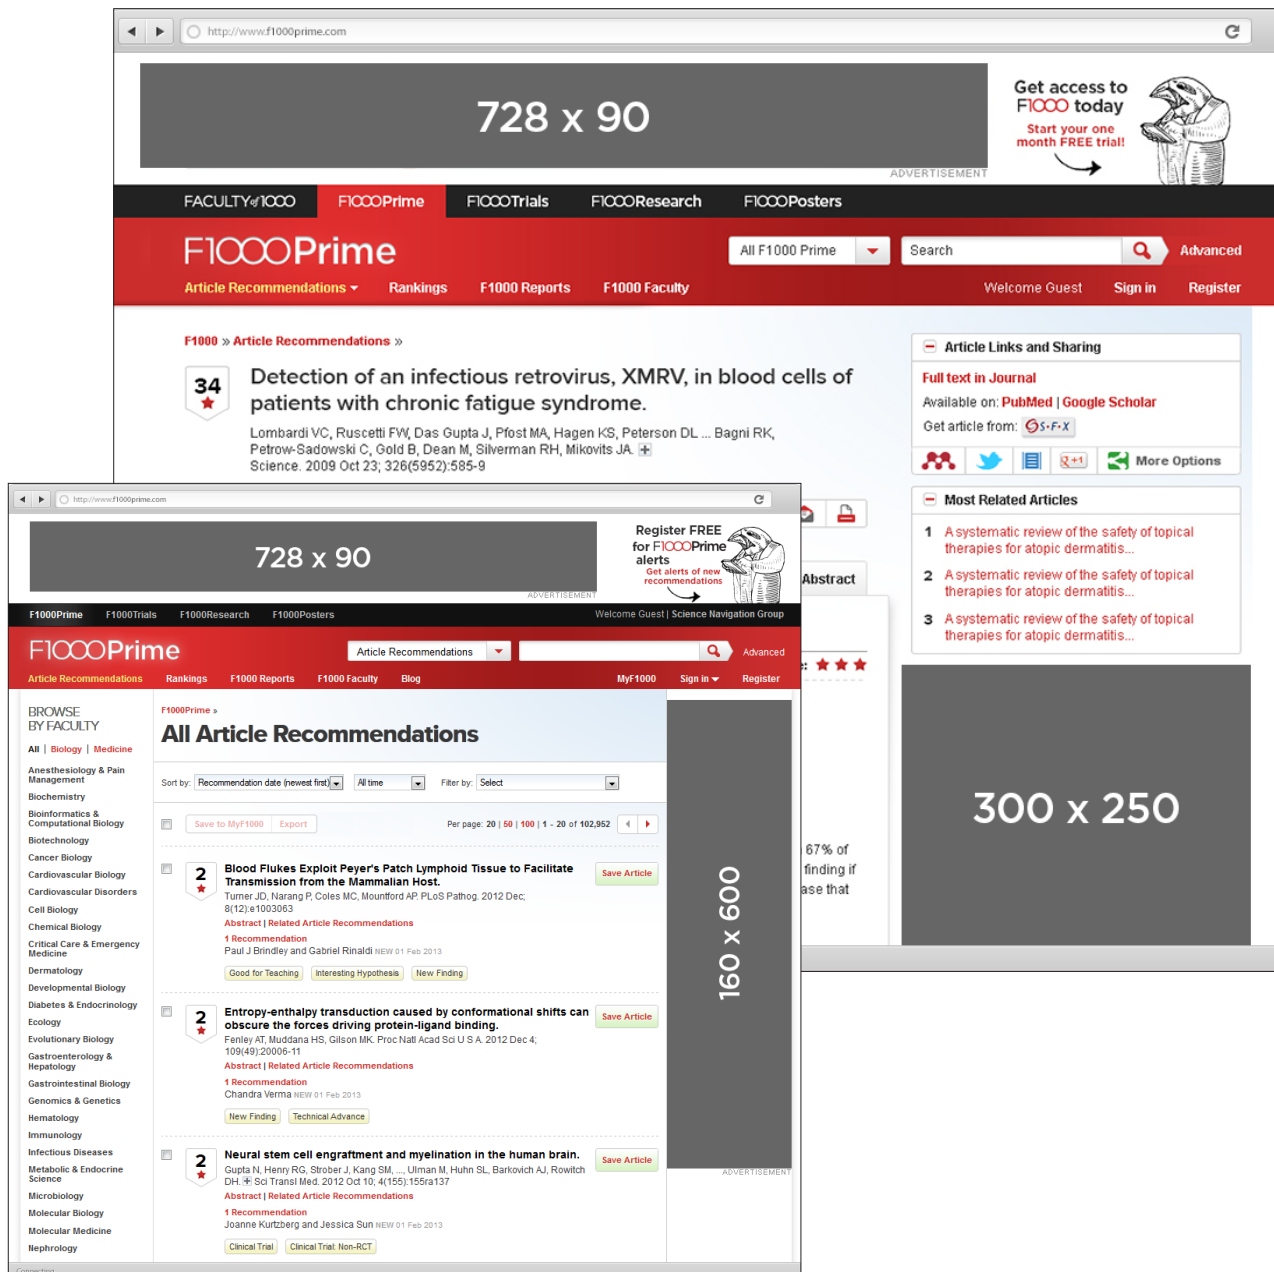 http://www.f1000prime.com
728 x 90
Get access to
F1000 today
Start your one
month FREE trial!
ADVERTISEMENT
FACULTY of 1000
F1000Prime
F1000Trials
F1000Research
F1000Posters
F1000Prime
All F1000 Prime
Search
Advanced
Article Recommendations
Rankings
F1000 Reports
F1000 Faculty
Welcome Guest
Sign in
Register
F1000 » Article Recommendations »
34
Detection of an infectious retrovirus, XMRV, in blood cells of
patients with chronic fatigue syndrome.
Lombardi VC, Ruscetti FW, Das Gupta J, Pfost MA, Hagen KS, Peterson DL ... Bagni RK,
Petrow-Sadowski C, Gold B, Dean M, Silverman RH, Mikovits JA.
Science. 2009 Oct 23; 326(5952):585-9
Abstract
67% of
finding if
ase that
Article Links and Sharing
Full text in Journal
Available on: PubMed | Google Scholar
Get article from: S·F·X
+1
More Options
Most Related Articles
1 A systematic review of the safety of topical
therapies for atopic dermatitis...
2 A systematic review of the safety of topical
therapies for atopic dermatitis...
3 A systematic review of the safety of topical
therapies for atopic dermatitis...
300 x 250
http://www.f1000prime.com
728 x 90
Register FREE
for F1000Prime
alerts
Get alerts of new
recommendations
ADVERTISEMENT
F1000Prime
F1000Trials
F1000Research
F1000Posters
Welcome Guest | Science Navigation Group
F1000Prime
Article Recommendations
Advanced
Article Recommendations
Rankings
F1000 Reports
F1000 Faculty
Blog
MyF1000
Sign in
Register
BROWSE
BY FACULTY
All | Biology | Medicine
Anesthesiology & Pain
Management
Biochemistry
Bioinformatics &
Computational Biology
Biotechnology
Cancer Biology
Cardiovascular Biology
Cardiovascular Disorders
Cell Biology
Chemical Biology
Critical Care & Emergency
Medicine
Dermatology
Developmental Biology
Diabetes & Endocrinology
Ecology
Evolutionary Biology
Gastroenterology &
Hepatology
Gastrointestinal Biology
Genomics & Genetics
Hematology
Immunology
Infectious Diseases
Metabolic & Endocrine
Science
Microbiology
Molecular Biology
Molecular Medicine
Nephrology
F1000Prime »
All Article Recommendations
Sort by: Recommendation date (newest first) All time Filter by: Select
Save to MyF1000 Export
Per page: 20 | 50 | 100 | 1 - 20 of 102,952
2
Blood Flukes Exploit Peyer's Patch Lymphoid Tissue to Facilitate
Transmission from the Mammalian Host.
Turner JD, Narang P, Coles MC, Mountford AP. PLoS Pathog. 2012 Dec;
8(12):e1003063
Abstract | Related Article Recommendations
1 Recommendation
Paul J Brindley and Gabriel Rinaldi NEW 01 Feb 2013
Good for Teaching
Interesting Hypothesis
New Finding
Save Article
2
Entropy-enthalpy transduction caused by conformational shifts can
obscure the forces driving protein-ligand binding.
Fenley AT, Muddana HS, Gilson MK. Proc Natl Acad Sci U S A. 2012 Dec 4;
109(49):20006-11
Abstract | Related Article Recommendations
1 Recommendation
Chandra Verma NEW 01 Feb 2013
New Finding
Technical Advance
Save Article
2
Neural stem cell engraftment and myelination in the human brain.
Gupta N, Henry RG, Strober J, Kang SM, ..., Ulman M, Huhn SL, Barkovich AJ, Rowitch
DH. Sci Transl Med. 2012 Oct 10; 4(155):155ra137
Abstract | Related Article Recommendations
1 Recommendation
Joanne Kurtzberg and Jessica Sun NEW 01 Feb 2013
Clinical Trial
Clinical Trial: Non-RCT
Save Article
160 x 600
ADVERTISEMENT